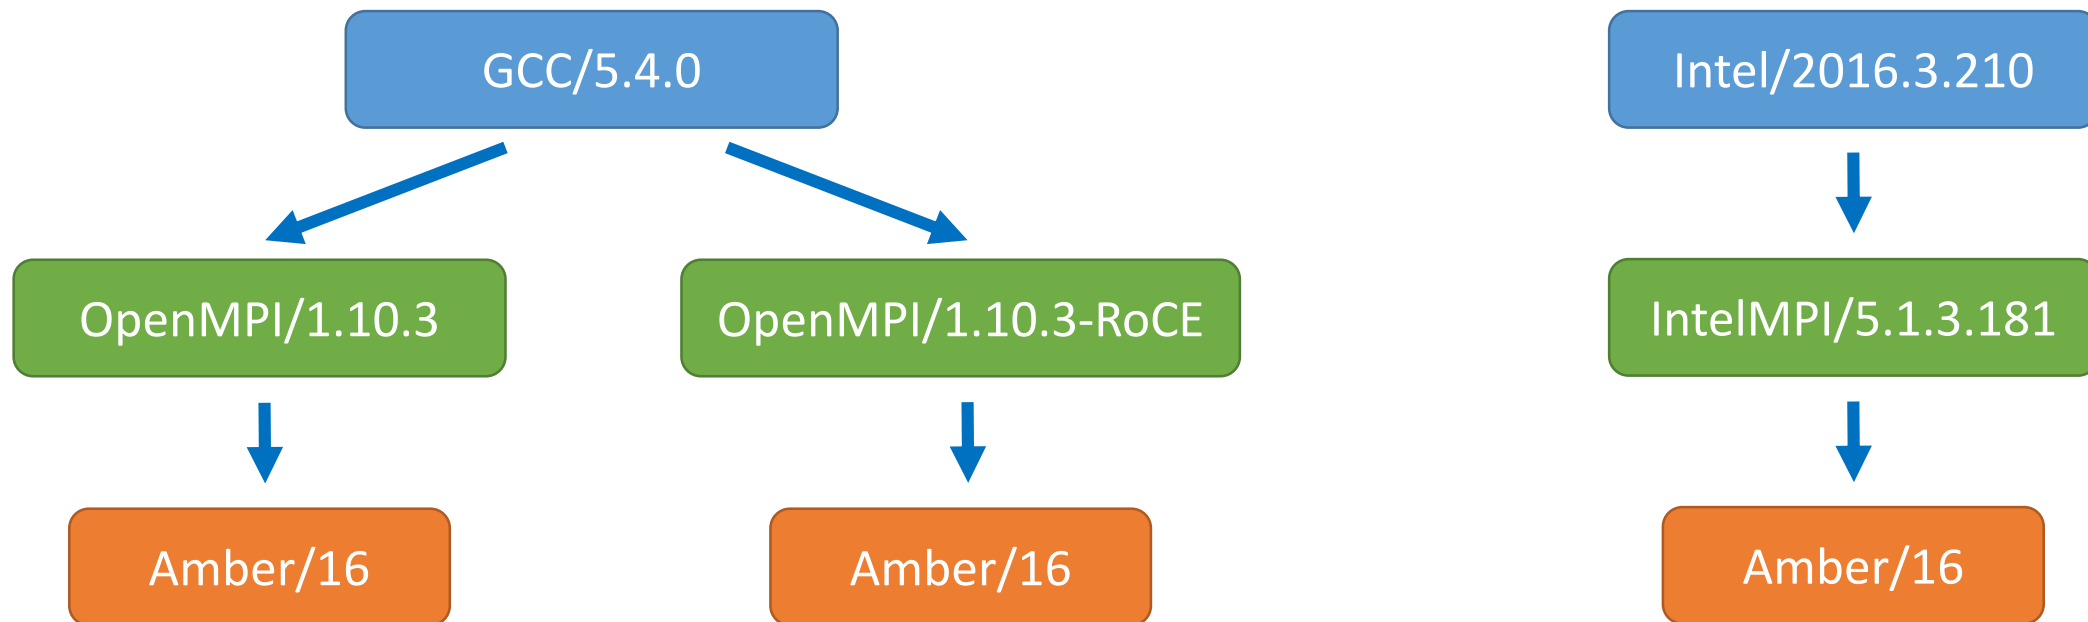 GCC/5.4.0
Intel/2016.3.210
OpenMPI/1.10.3
OpenMPI/1.10.3-RoCE
IntelMPI/5.1.3.181
Amber/16
Amber/16
Amber/16